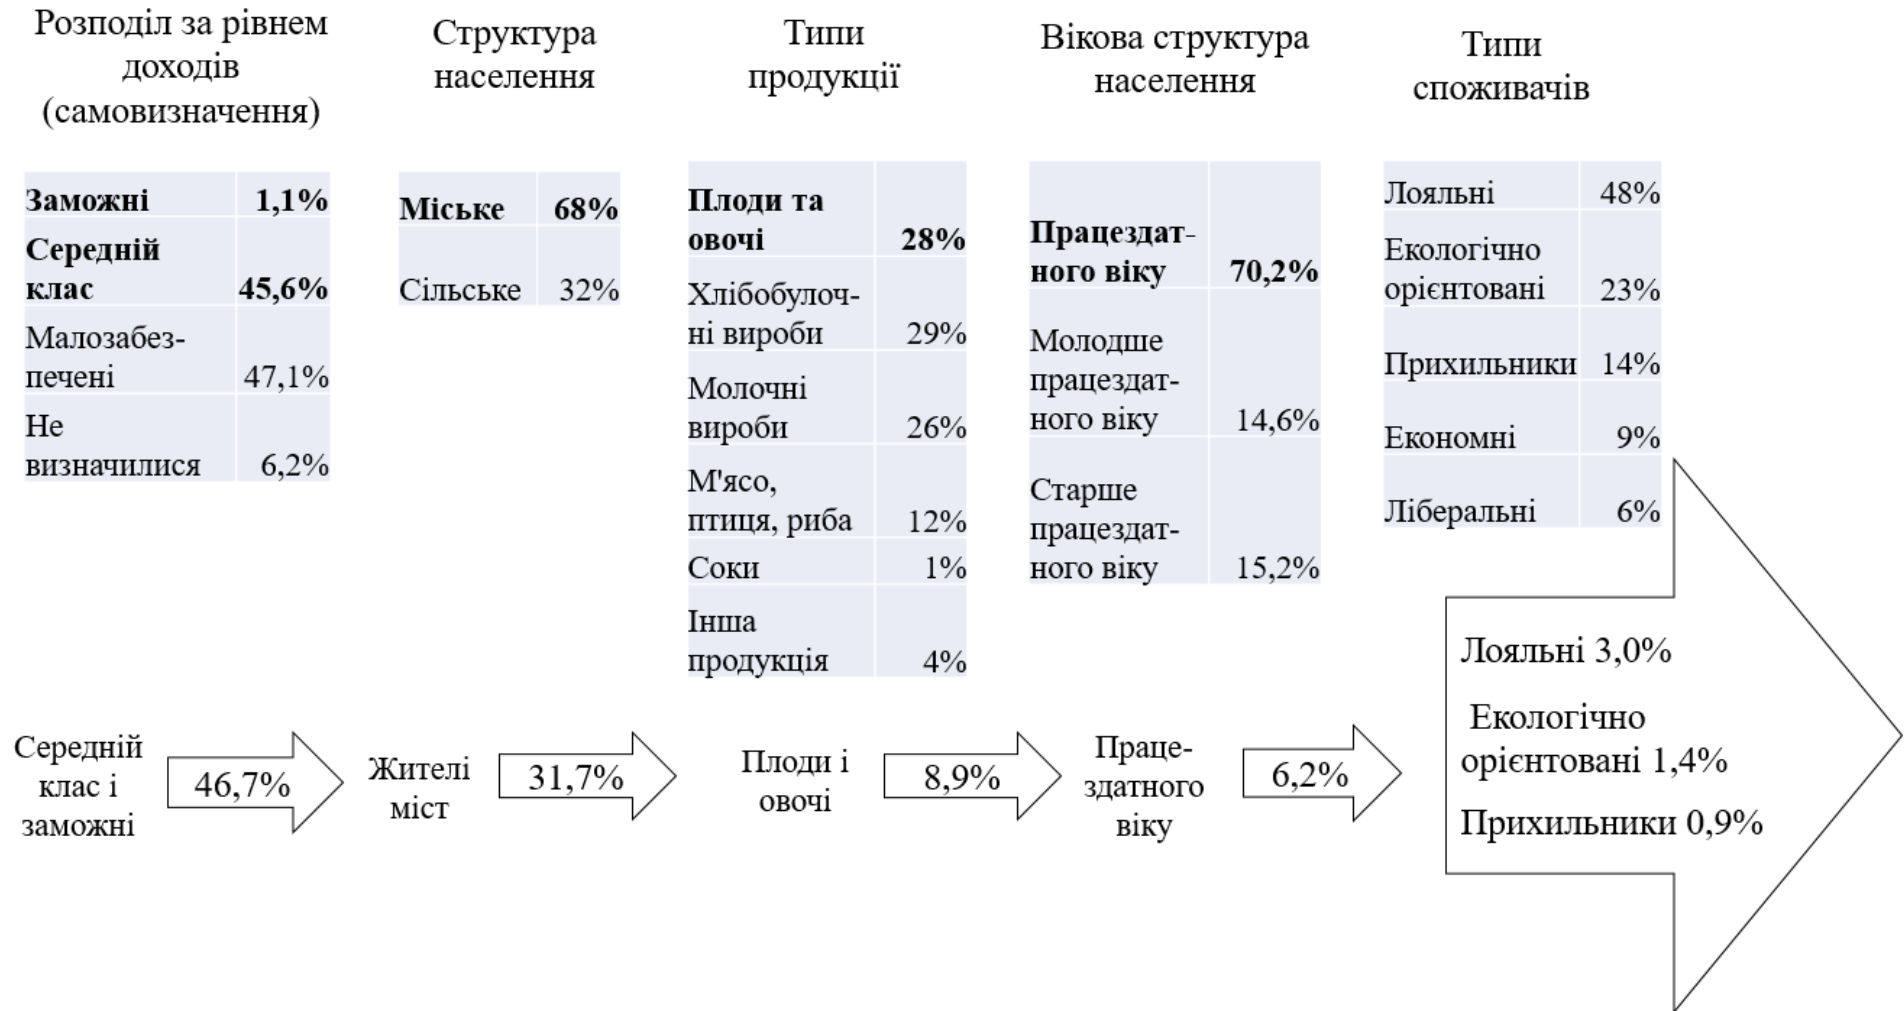 Розподіл за рівнем
доходів
(самовизначення)
Заможні 1,1%
Середній
клас 45,6%
Малозабез-
печені 47,1%
Не
визначилися 6,2%
Структура
населення
Міське 68%
Сільське 32%
Типи
продукції
Плоди та
овочі 28%
Хлібобулоч-
ні вироби 29%
Молочні
вироби 26%
М'ясо,
птиця, риба 12%
Соки 1%
Інша
продукція 4%
Вікова структура
населення
Працездат-
ного віку 70,2%
Молодше
працездат-
ного віку 14,6%
Старше
працездат-
ного віку 15,2%
Типи
споживачів
Лояльні 48%
Екологічно
орієнтовані 23%
Прихильники 14%
Економні 9%
Ліберальні 6%
Середній
клас і
заможні
46,7%
Жителі
міст
31,7%
Плоди і
овочі
8,9%
Праце-
здатного
віку
6,2%
Лояльні 3,0%
Екологічно
орієнтовані 1,4%
Прихильники 0,9%